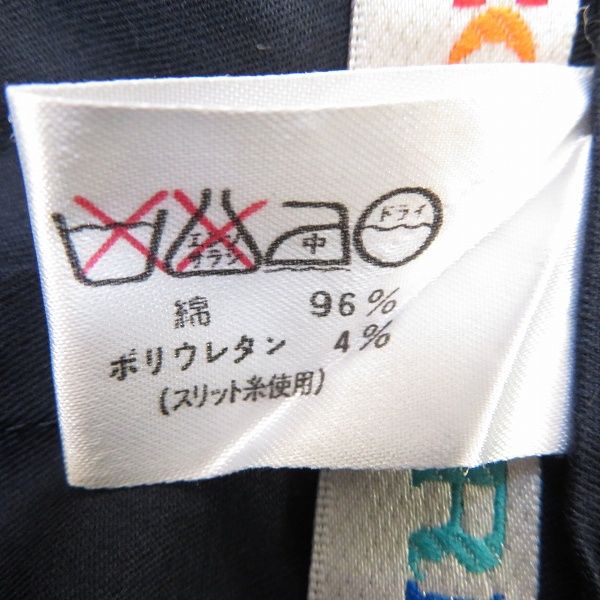 エンソ
サラシ
中
ドライ
綿 96%
ポリウレタン 4%
(スリット糸使用)
R